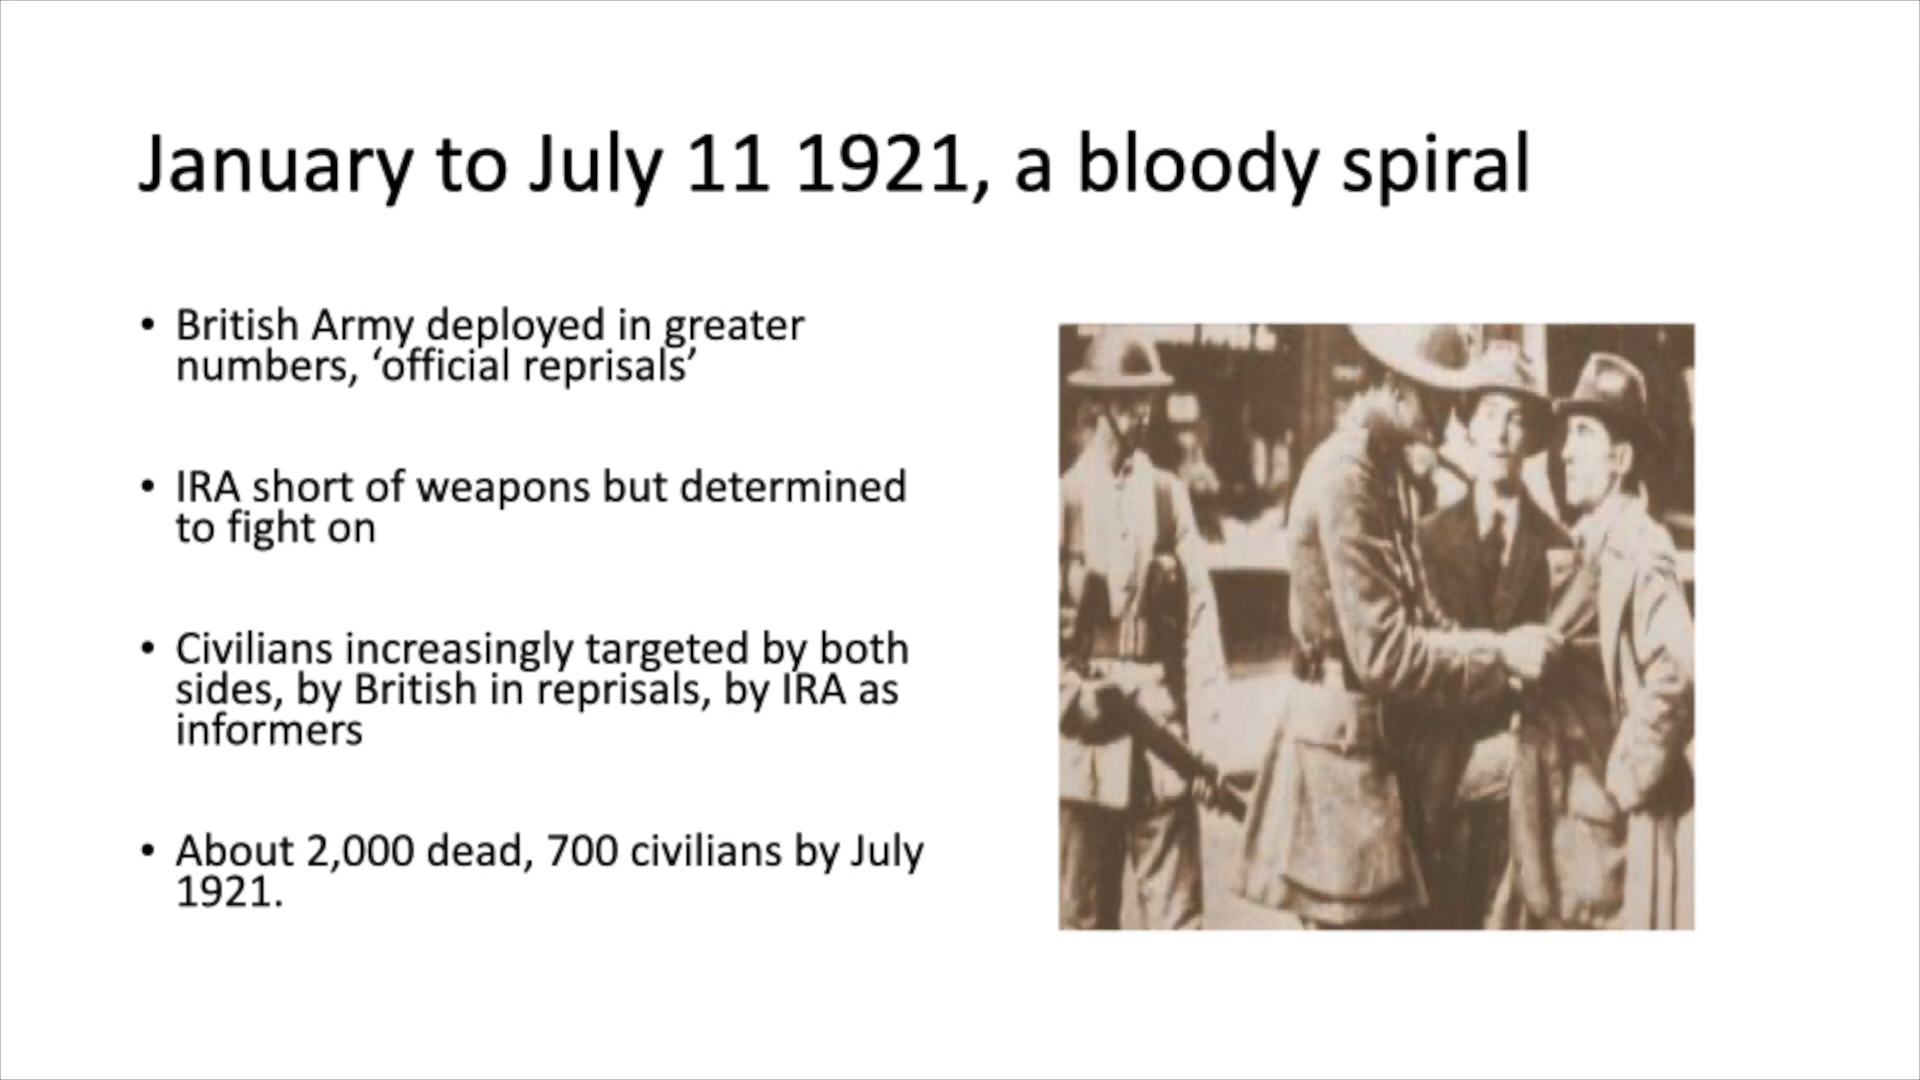 January to July 11 1921, a bloody spiral
• British Army deployed in greater
numbers, ‘official reprisals’
• IRA short of weapons but determined
to fight on
• Civilians increasingly targeted by both
sides, by British in reprisals, by IRA as
informers
• About 2,000 dead, 700 civilians by July
1921.